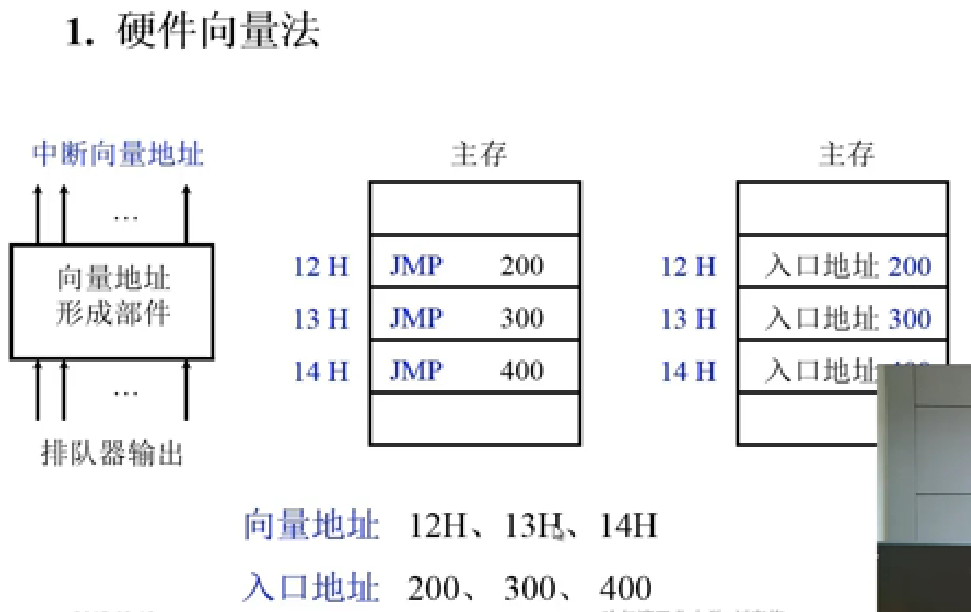 1. 硬件向量法
中断向量地址
...
向量地址
形成部件
...
排队器输出
主存
12 H JMP 200
13 H JMP 300
14 H JMP 400
主存
12 H 入口地址 200
13 H 入口地址 300
14 H 入口地址
向量地址 12H、13H、14H
入口地址 200、 300、 400